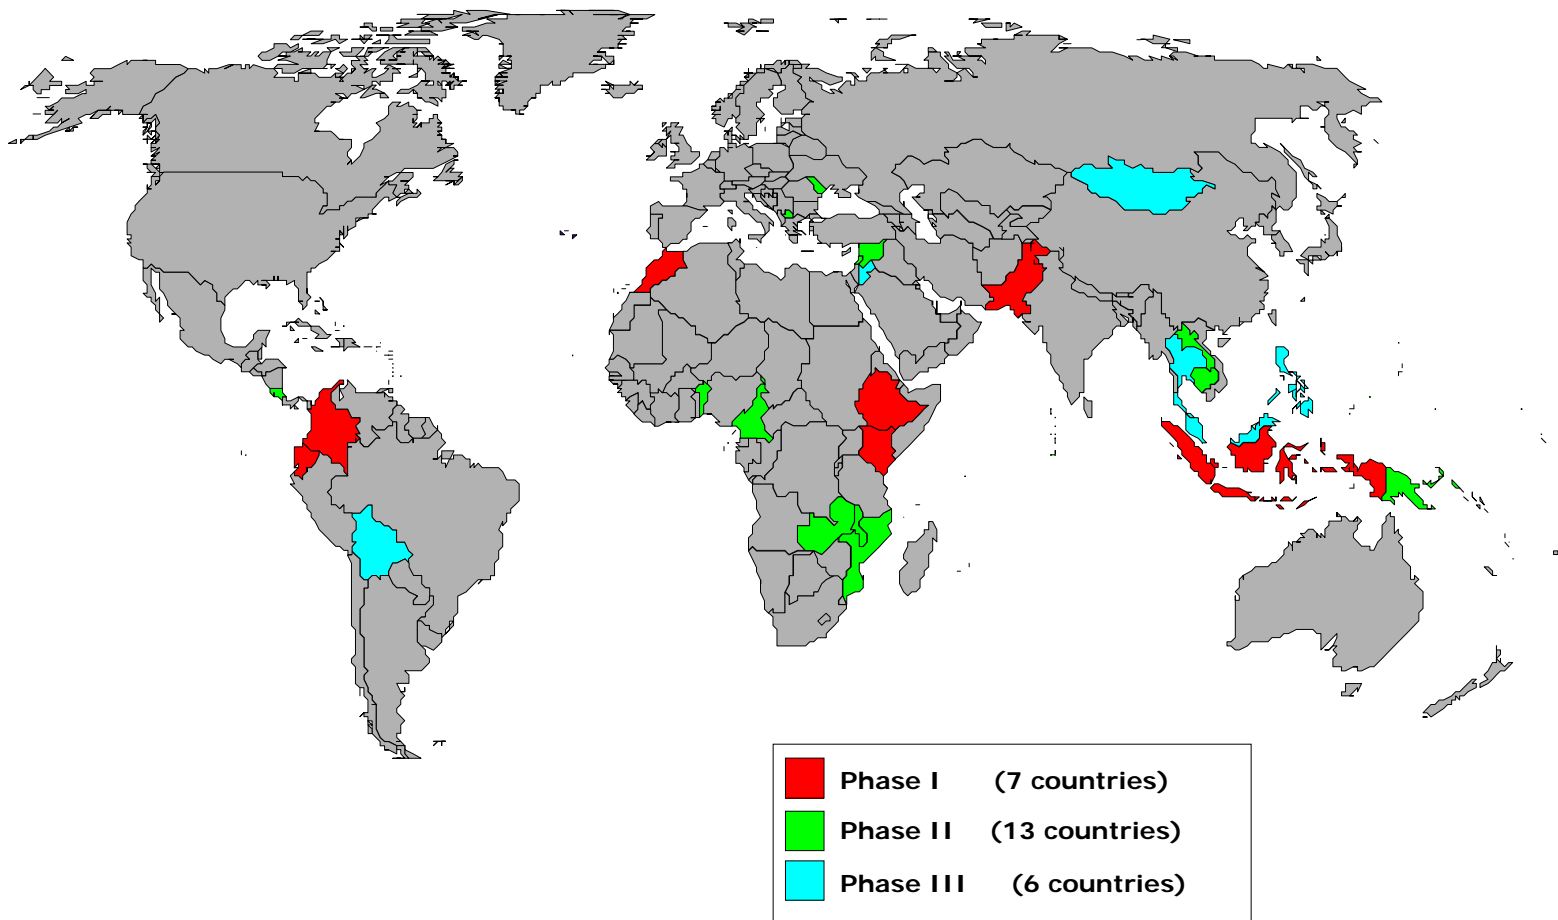 Phase I (7 countries)
Phase II (13 countries)
Phase III (6 countries)